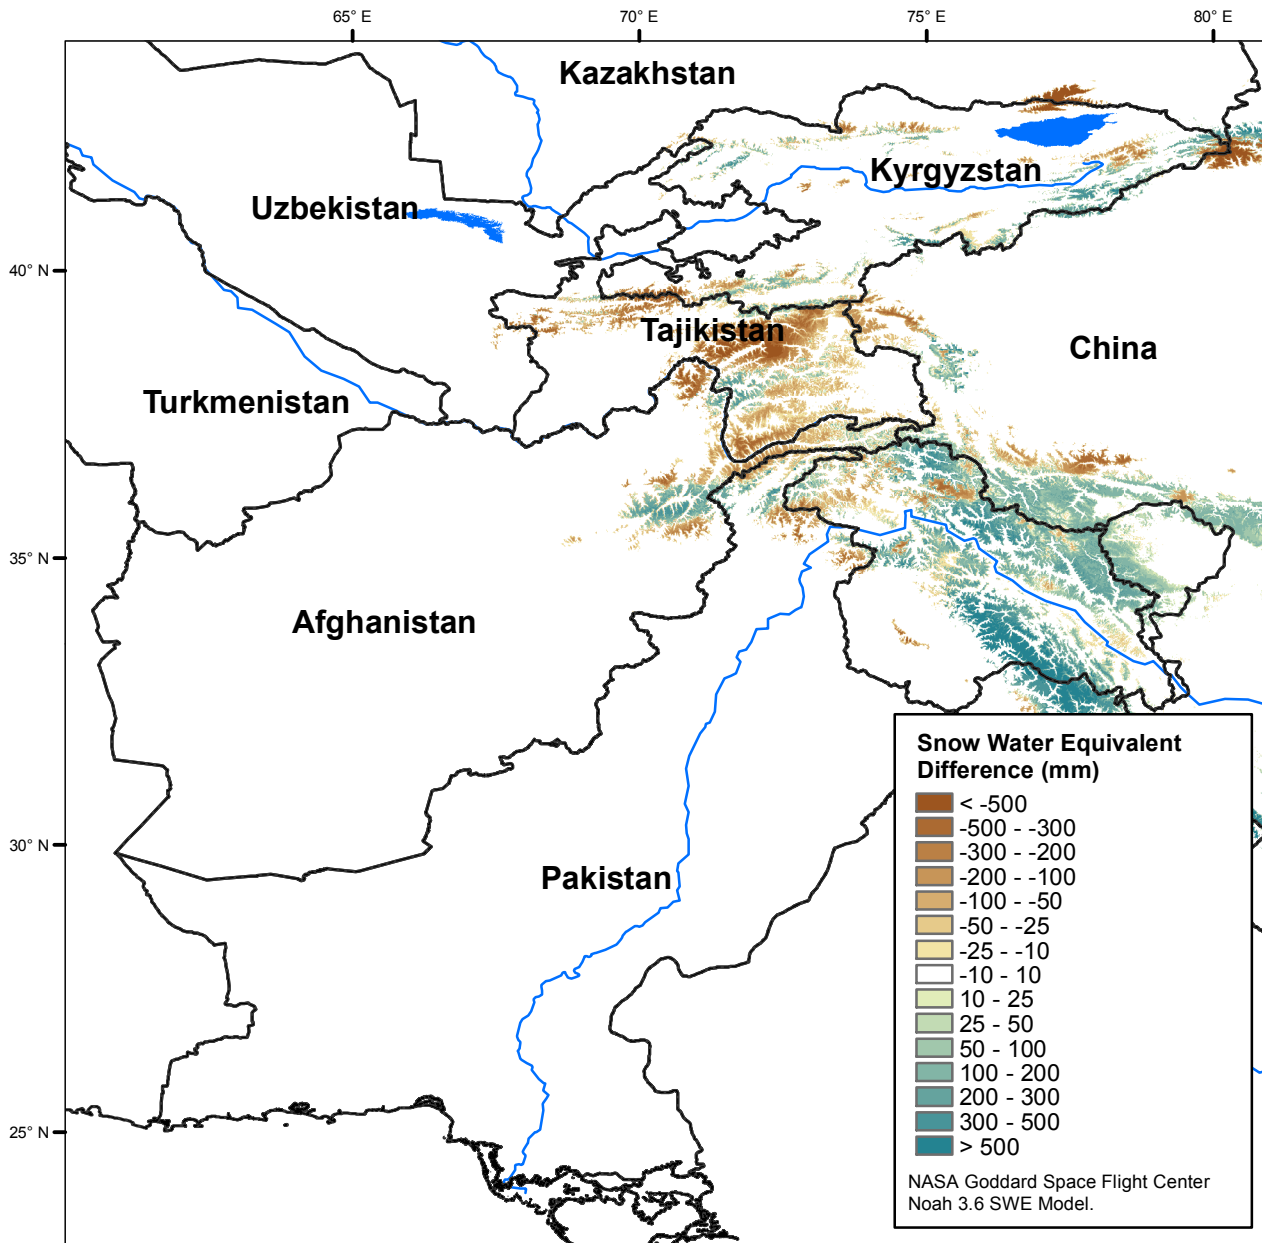 65° E
70° E
75° E
80° E
Kazakhstan
Kyrgyzstan
Uzbekistan
40° N
Tajikistan
China
Turkmenistan
35° N
Afghanistan
Snow Water Equivalent
Difference (mm)
< -500
-500 - -300
-300 - -200
-200 - -100
-100 - -50
-50 - -25
-25 - -10
-10 - 10
10 - 25
25 - 50
50 - 100
100 - 200
200 - 300
300 - 500
> 500
NASA Goddard Space Flight Center
Noah 3.6 SWE Model.
30° N
Pakistan
25° N